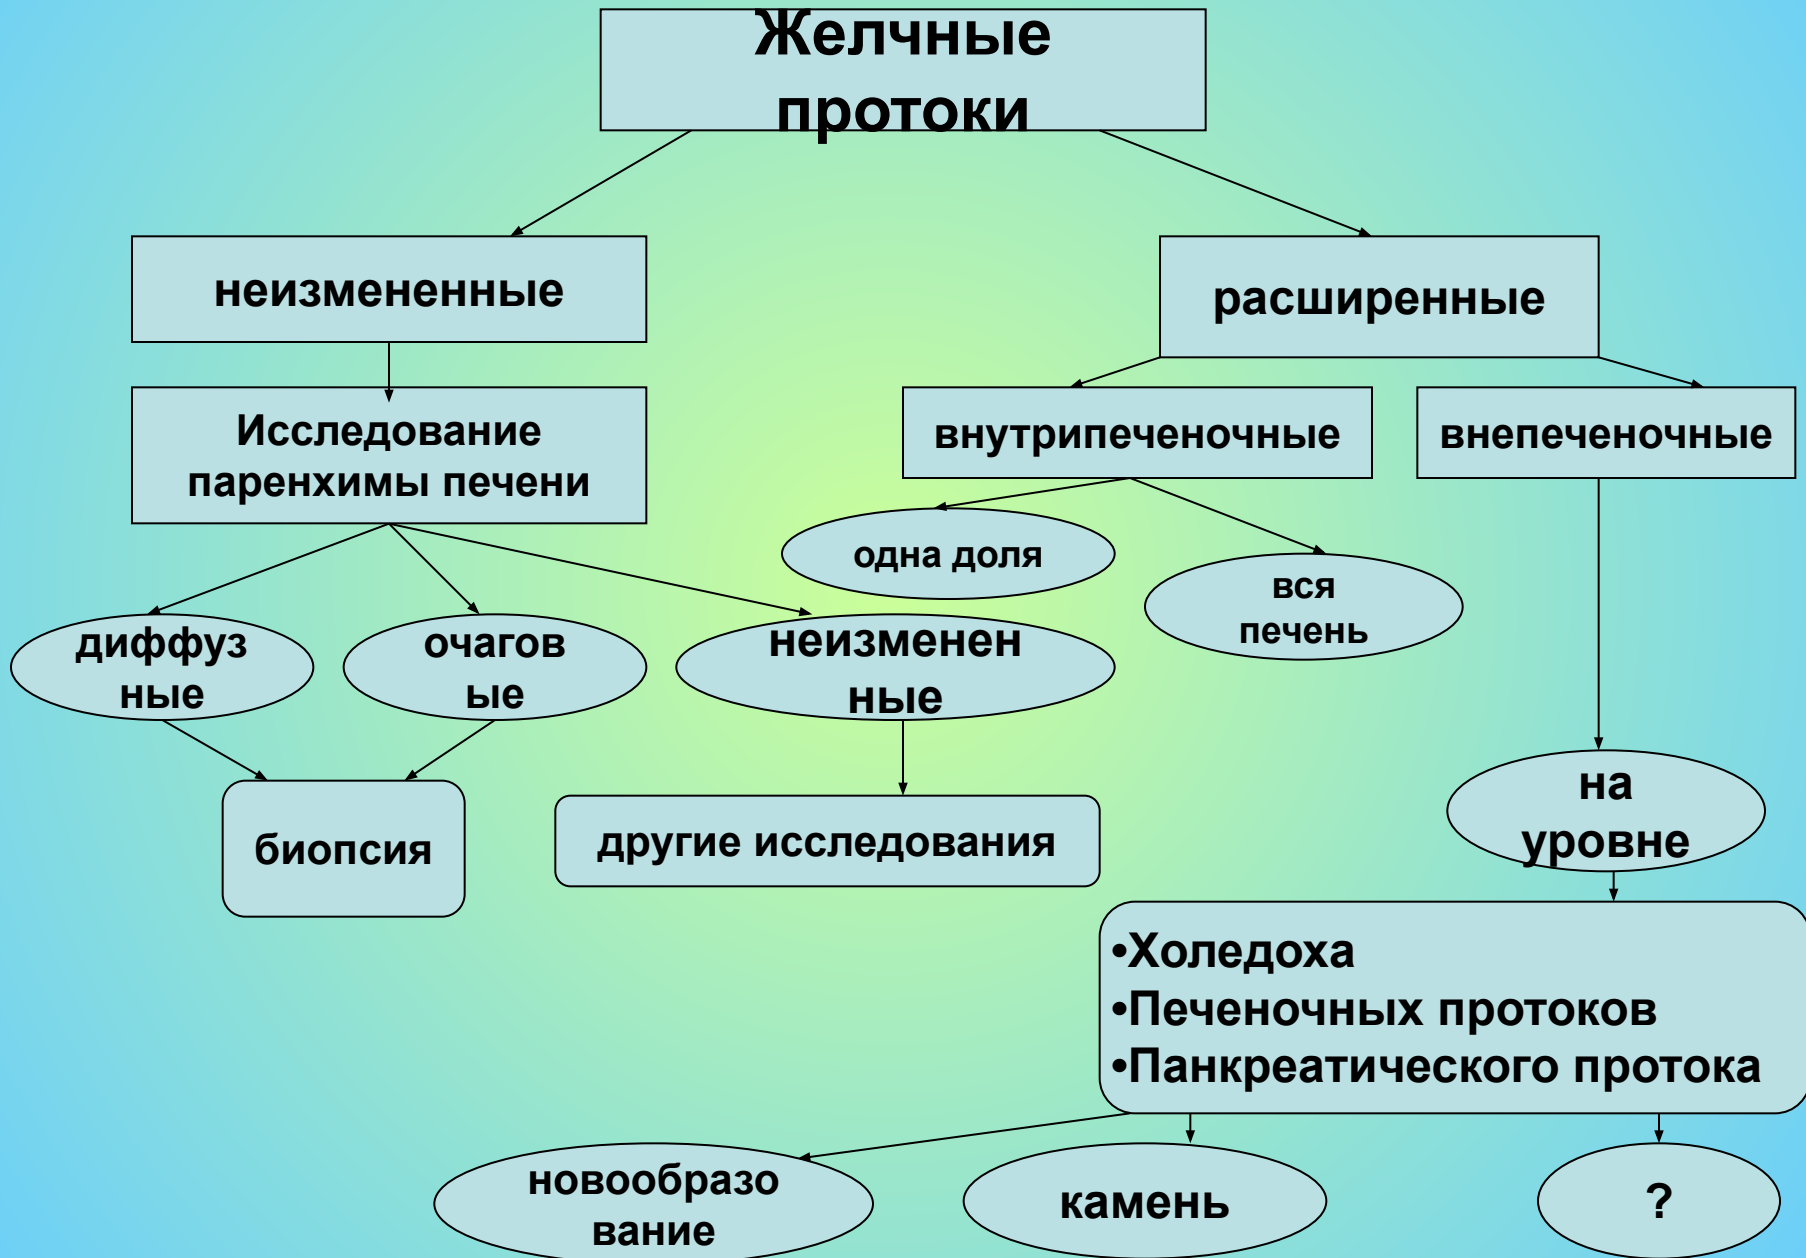 Желчные
протоки
неизмененные
расширенные
Исследование
паренхимы печени
внутрипеченочные
внепеченочные
одна доля
вся
печень
диффуз
ные
очагов
ые
неизменен
ные
на
уровне
биопсия
другие исследования
•Холедоха
•Печеночных протоков
•Панкреатического протока
новообразо
вание
камень
?